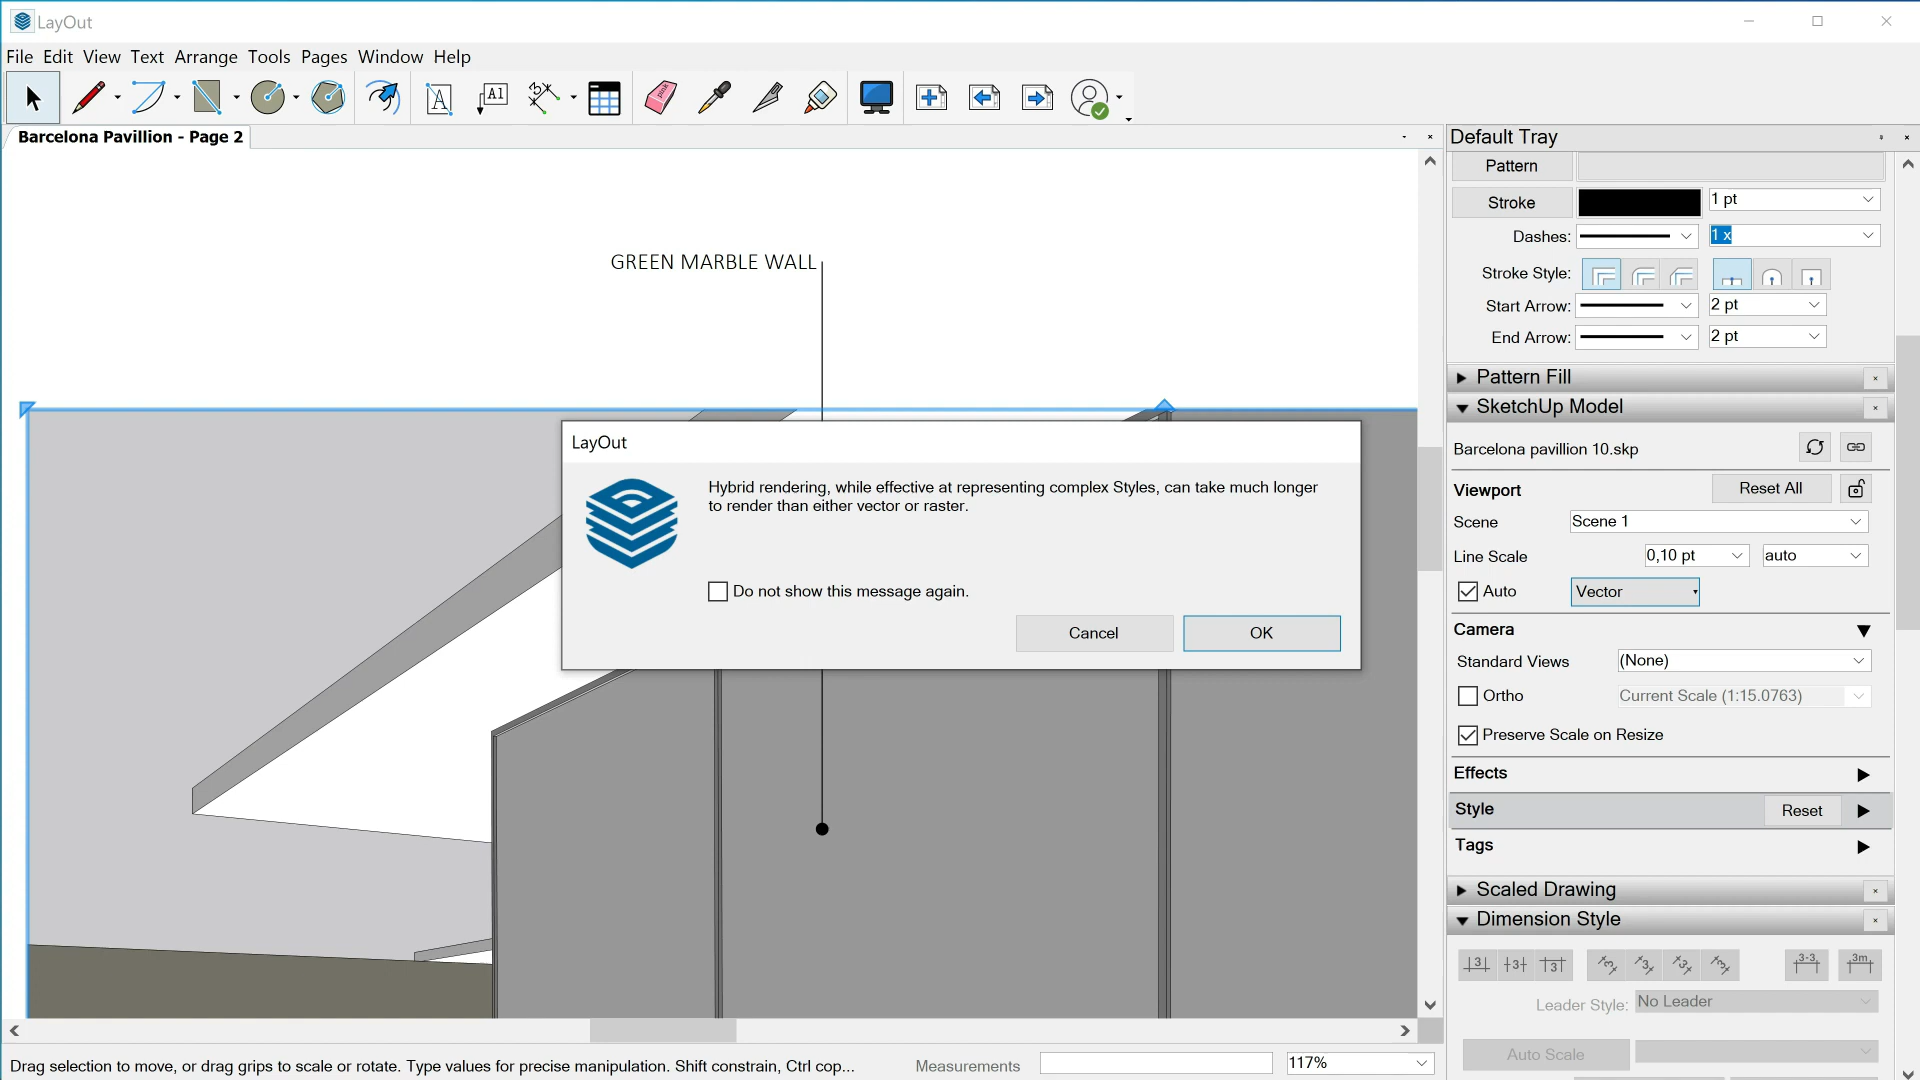 LayOut
File Edit View Text Arrange Tools Pages Window Help
A
A1
Barcelona Pavillion - Page 2
Default Tray
Pattern
Stroke
1 pt
Dashes:
1 x
Stroke Style:
Start Arrow:
2 pt
End Arrow:
2 pt
GREEN MARBLE WALL
Pattern Fill
SketchUp Model
Barcelona pavillion 10.skp
Viewport
Reset All
Scene
Scene 1
Line Scale
0,10 pt
auto
Auto
Vector
Camera
Standard Views
(None)
Ortho
Current Scale (1:15.0763)
Preserve Scale on Resize
Effects
Style
Reset
Tags
Scaled Drawing
Dimension Style
Leader Style:
No Leader
Auto Scale
LayOut
Hybrid rendering, while effective at representing complex Styles, can take much longer
to render than either vector or raster.
Do not show this message again.
Cancel
OK
Drag selection to move, or drag grips to scale or rotate. Type values for precise manipulation. Shift constrain, Ctrl cop...
Measurements
117%